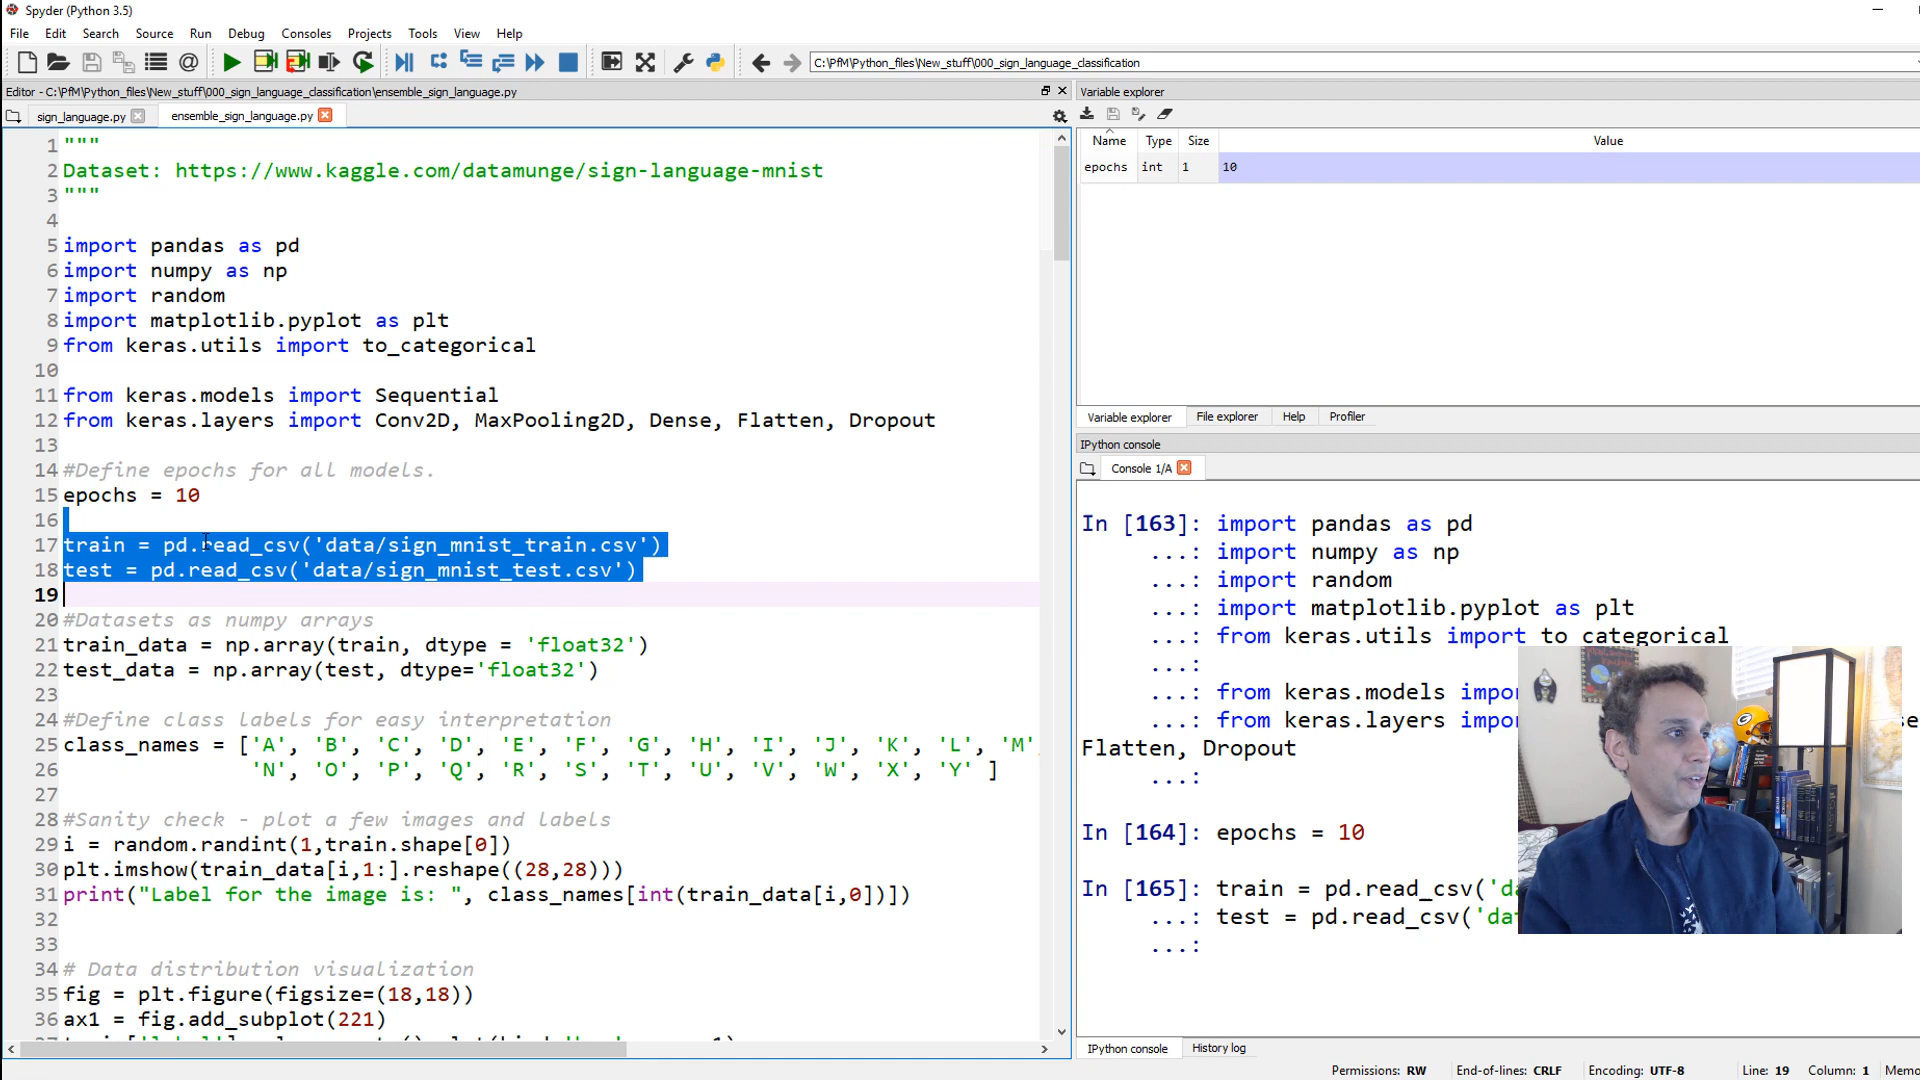 Spyder (Python 3.5)
File Edit Search Source Run Debug Consoles Projects Tools View Help
C:\PfM\Python_files\New_stuff\000_sign_language_classification
Editor - C:\PfM\Python_files\New_stuff\000_sign_language_classification\ensemble_sign_language.py
sign_language.py ensemble_sign_language.py
1 """
2 Dataset: https://www.kaggle.com/datamunge/sign-language-mnist
3 """
4
5 import pandas as pd
6 import numpy as np
7 import random
8 import matplotlib.pyplot as plt
9 from keras.utils import to_categorical
10
11 from keras.models import Sequential
12 from keras.layers import Conv2D, MaxPooling2D, Dense, Flatten, Dropout
13
14 #Define epochs for all models.
15 epochs = 10
16
17 train = pd.read_csv('data/sign_mnist_train.csv')
18 test = pd.read_csv('data/sign_mnist_test.csv')
19
20 #Datasets as numpy arrays
21 train_data = np.array(train, dtype = 'float32')
22 test_data = np.array(test, dtype='float32')
23
24 #Define class labels for easy interpretation
25 class_names = ['A', 'B', 'C', 'D', 'E', 'F', 'G', 'H', 'I', 'J', 'K', 'L', 'M'
26 'N', 'O', 'P', 'Q', 'R', 'S', 'T', 'U', 'V', 'W', 'X', 'Y' ]
27
28 #Sanity check - plot a few images and labels
29 i = random.randint(1,train.shape[0])
30 plt.imshow(train_data[i,1:].reshape((28,28)))
31 print("Label for the image is: ", class_names[int(train_data[i,0])])
32
33
34 # Data distribution visualization
35 fig = plt.figure(figsize=(18,18))
36 ax1 = fig.add_subplot(221)
Variable explorer
Name Type Size Value
epochs int 1 10
Variable explorer File explorer Help Profiler
IPython console
Console 1/A
In [163]: import pandas as pd
...: import numpy as np
...: import random
...: import matplotlib.pyplot as plt
...: from keras.utils import to_categorical
...:
...: from keras.models impor
...: from keras.layers impor
Flatten, Dropout
...:
In [164]: epochs = 10
In [165]: train = pd.read_csv('da
...: test = pd.read_csv('da
...:
IPython console History log
Permissions: RW End-of-lines: CRLF Encoding: UTF-8 Line: 19 Column: 1 Memo